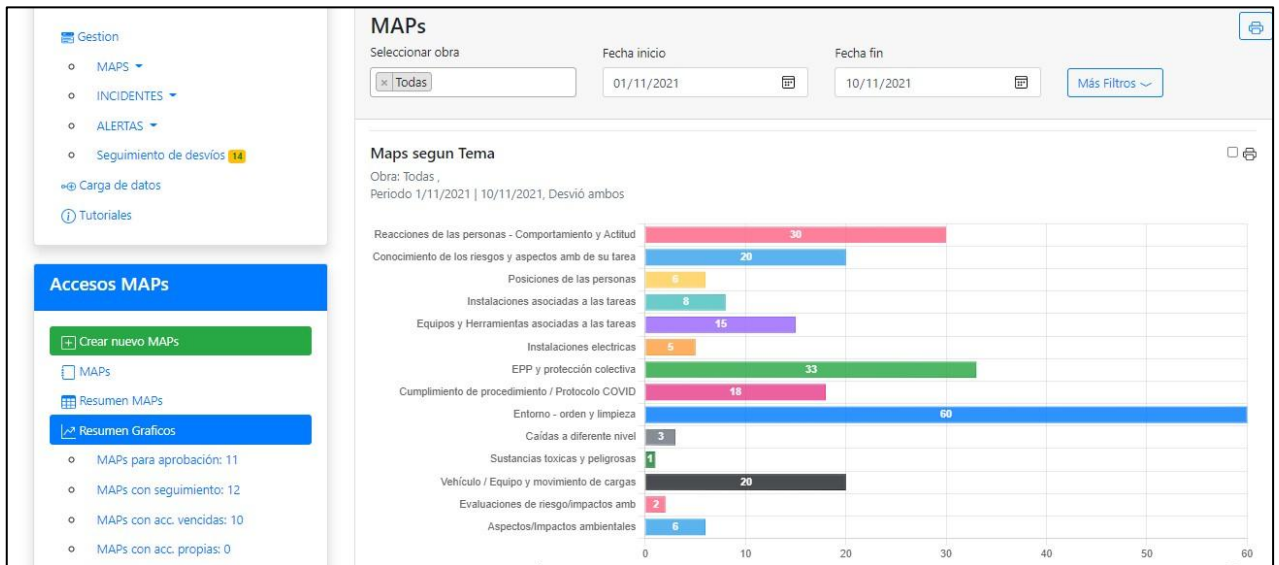 Gestion
MAPS
INCIDENTES
ALERTAS
Seguimiento de desvíos 14
Carga de datos
Tutoriales
Accesos MAPs
Crear nuevo MAPs
MAPs
Resumen MAPs
Resumen Graficos
MAPs para aprobación: 11
MAPs con seguimiento: 12
MAPs con acc. vencidas: 10
MAPs con acc. propias: 0
MAPs
Seleccionar obra Fecha inicio Fecha fin
× Todas 01/11/2021 10/11/2021 Más Filtros
Maps segun Tema
Obra: Todas ,
Periodo 1/11/2021 | 10/11/2021, Desvió ambos
Reacciones de las personas - Comportamiento y Actitud 30
Conocimiento de los riesgos y aspectos amb de su tarea 20
Posiciones de las personas 6
Instalaciones asociadas a las tareas 8
Equipos y Herramientas asociadas a las tareas 15
Instalaciones electricas 5
EPP y protección colectiva 33
Cumplimiento de procedimiento / Protocolo COVID 18
Entorno - orden y limpieza 60
Caídas a diferente nivel 3
Sustancias toxicas y peligrosas 1
Vehículo / Equipo y movimiento de cargas 20
Evaluaciones de riesgo/impactos amb 2
Aspectos/Impactos ambientales 6
0 10 20 30 40 50 60